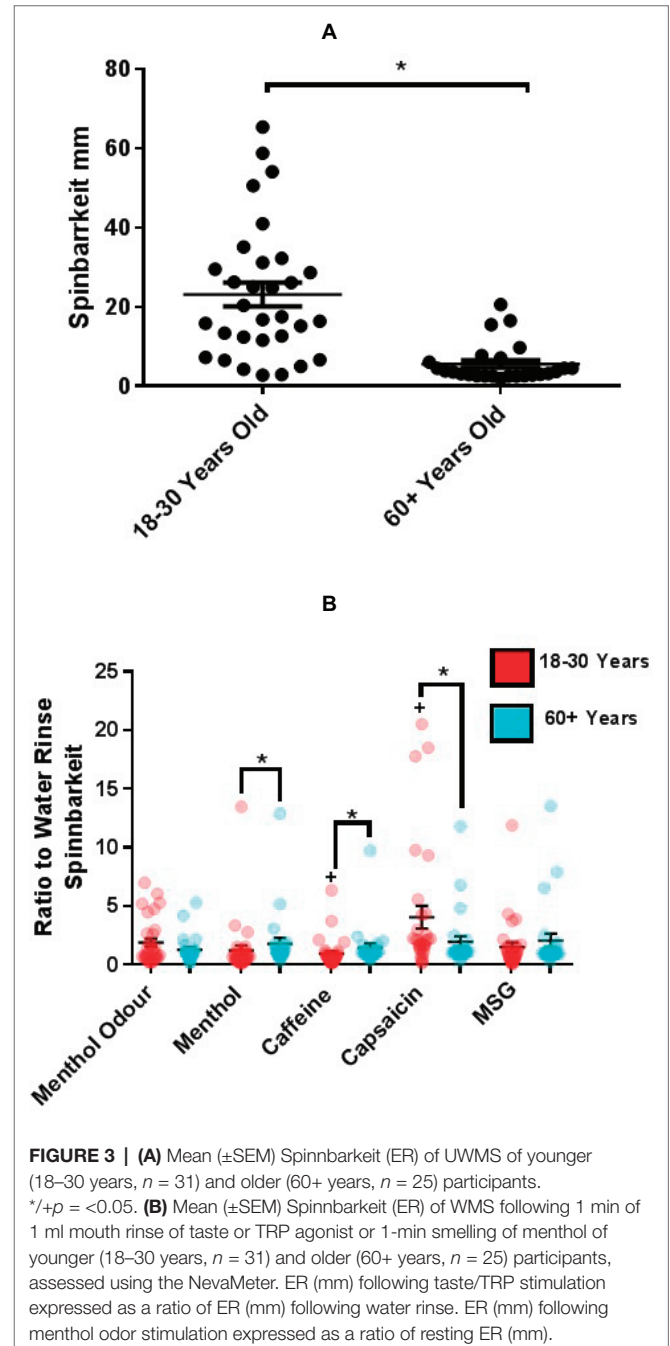 A
*
80
60
40
20
0
Spinbarrkeit mm
18-30 Years Old
60+ Years Old
B
25
20
15
10
5
0
Ratio to Water Rinse
Spinnbarkeit
18-30 Years
60+ Years
*
+
*
+
*
Menthol Odour
Menthol
Caffeine
Capsaicin
MSG
FIGURE 3 | (A) Mean (±SEM) Spinnbarkeit (ER) of UWMS of younger
(18–30 years, n = 31) and older (60+ years, n = 25) participants.
*/+p = <0.05. (B) Mean (±SEM) Spinnbarkeit (ER) of WMS following 1 min of
1 ml mouth rinse of taste or TRP agonist or 1-min smelling of menthol of
younger (18–30 years, n = 31) and older (60+ years, n = 25) participants,
assessed using the NevaMeter. ER (mm) following taste/TRP stimulation
expressed as a ratio of ER (mm) following water rinse. ER (mm) following
menthol odor stimulation expressed as a ratio of resting ER (mm).